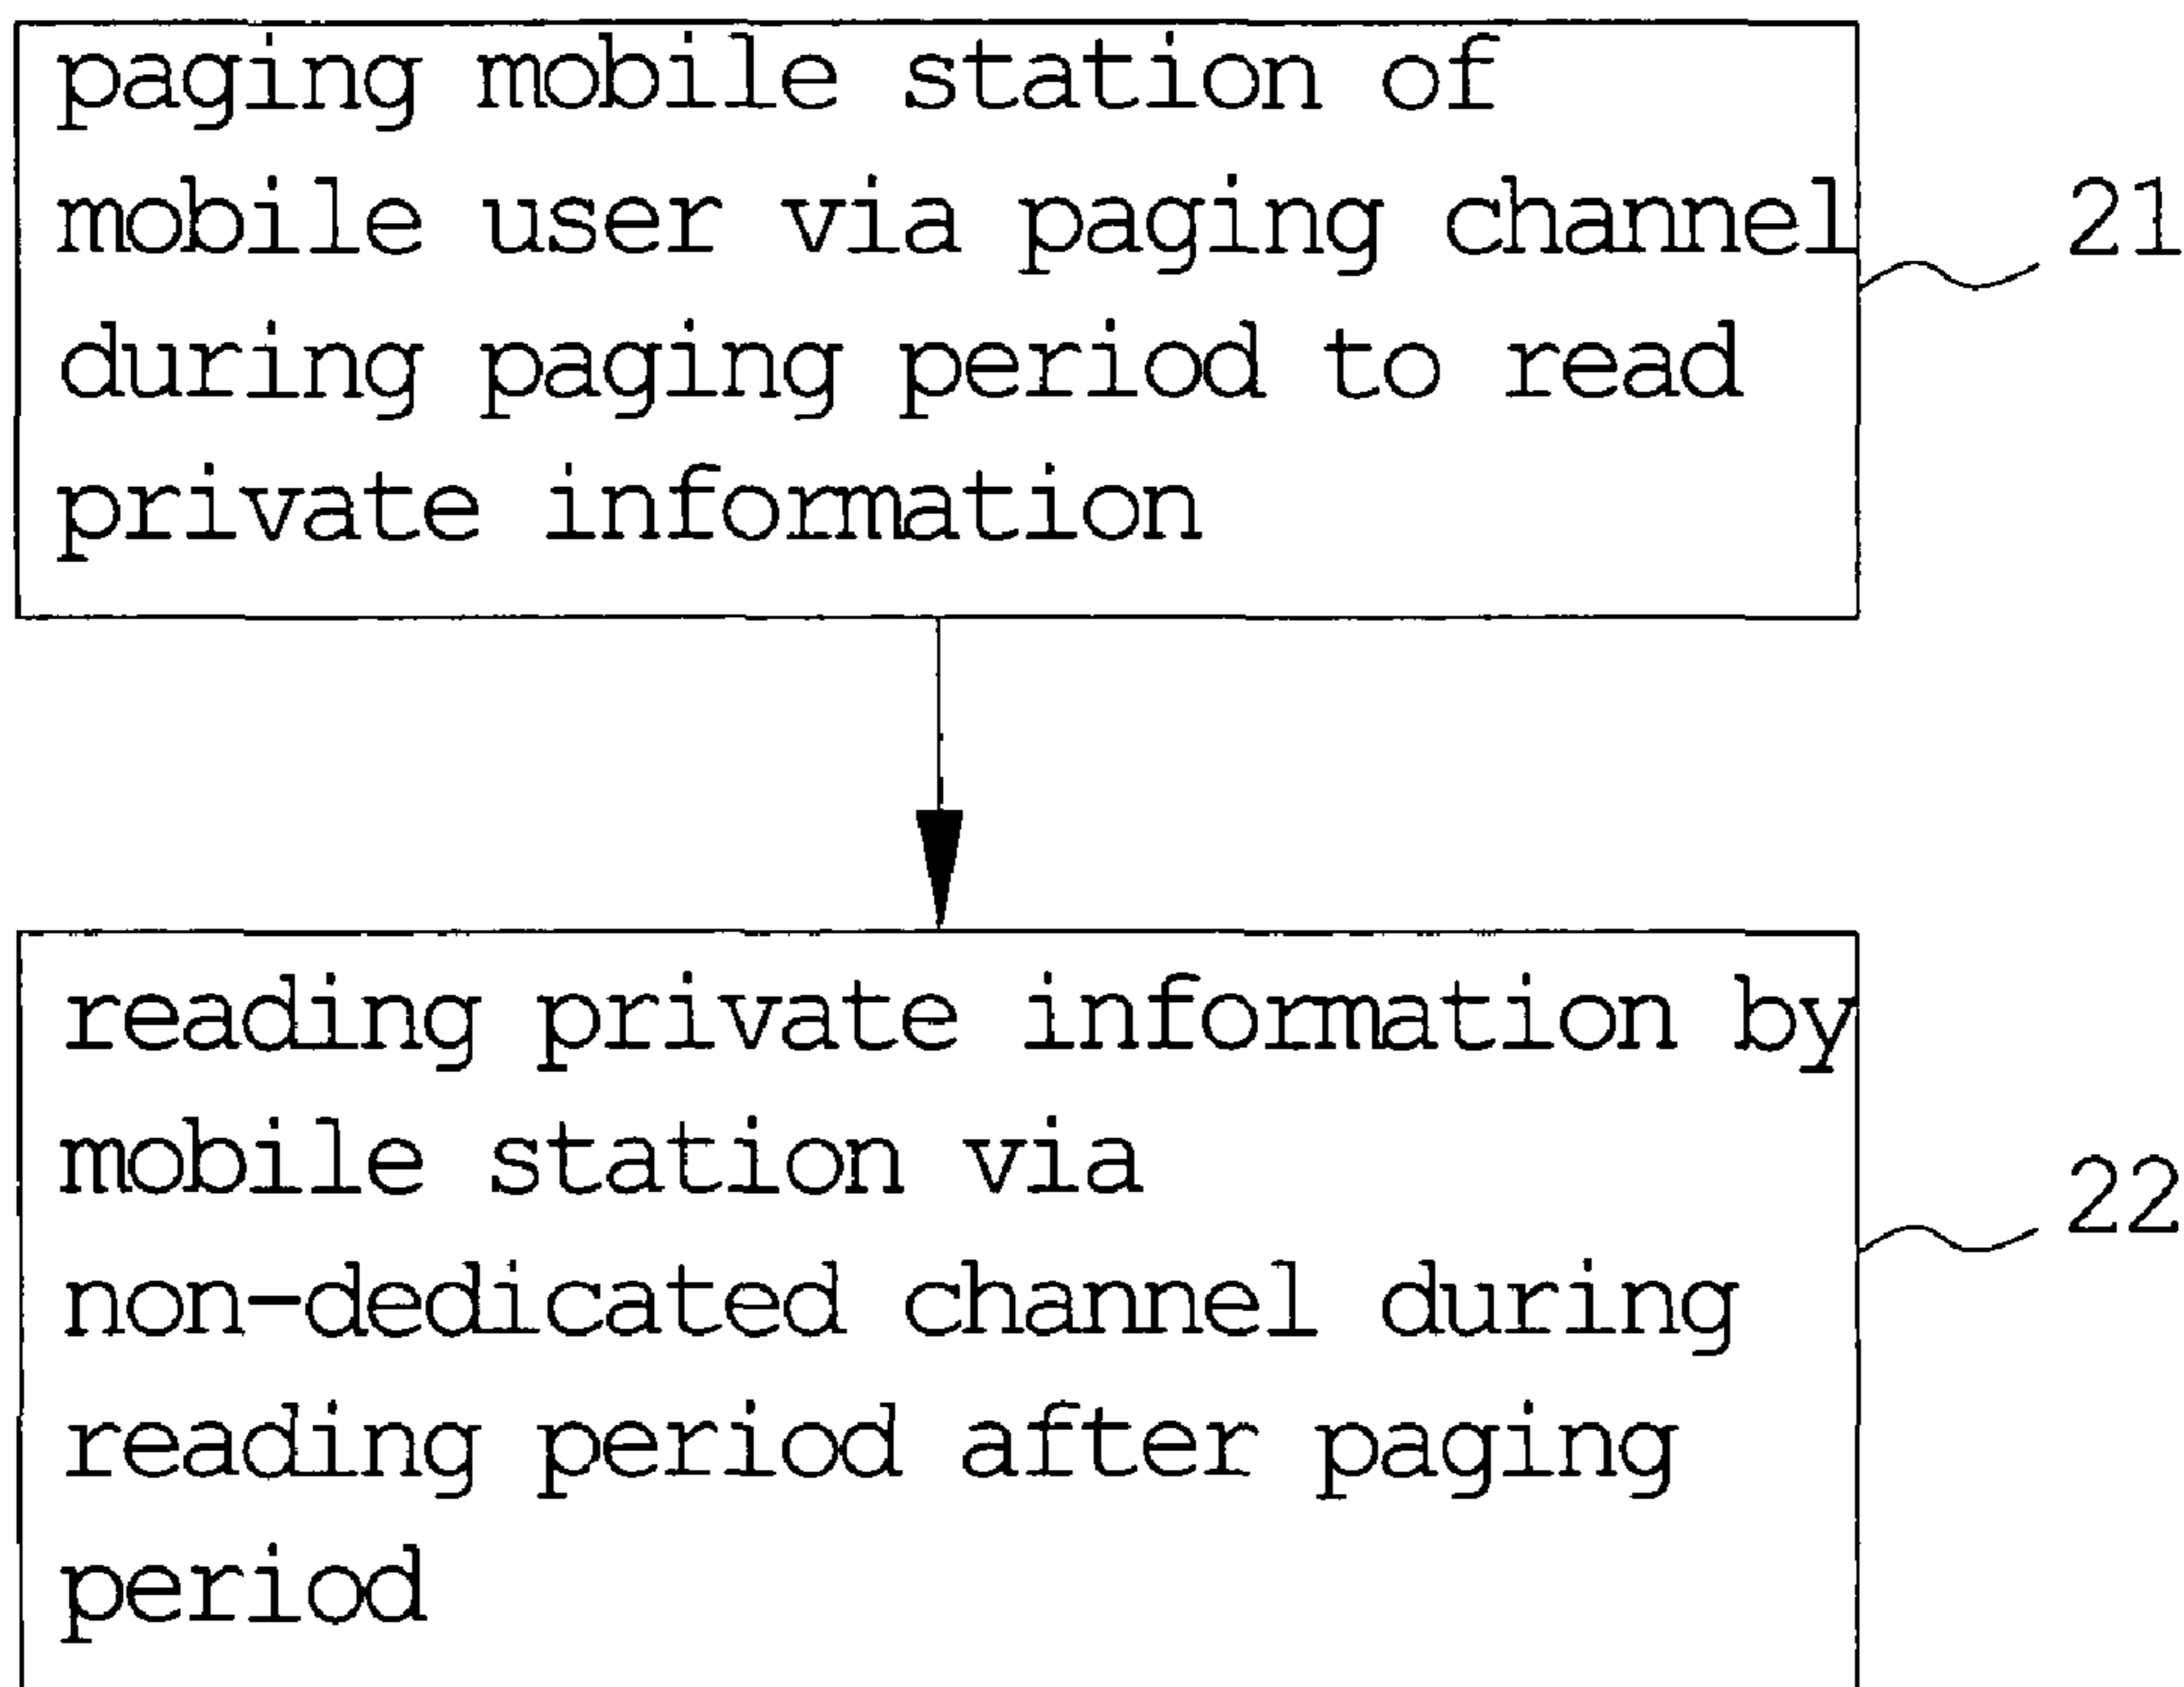 paging mobile station of
mobile user via paging channel
21
during paging period to read
private information
reading private information by
mobile station via
22
non-dedicated channel during
reading period after paging
period